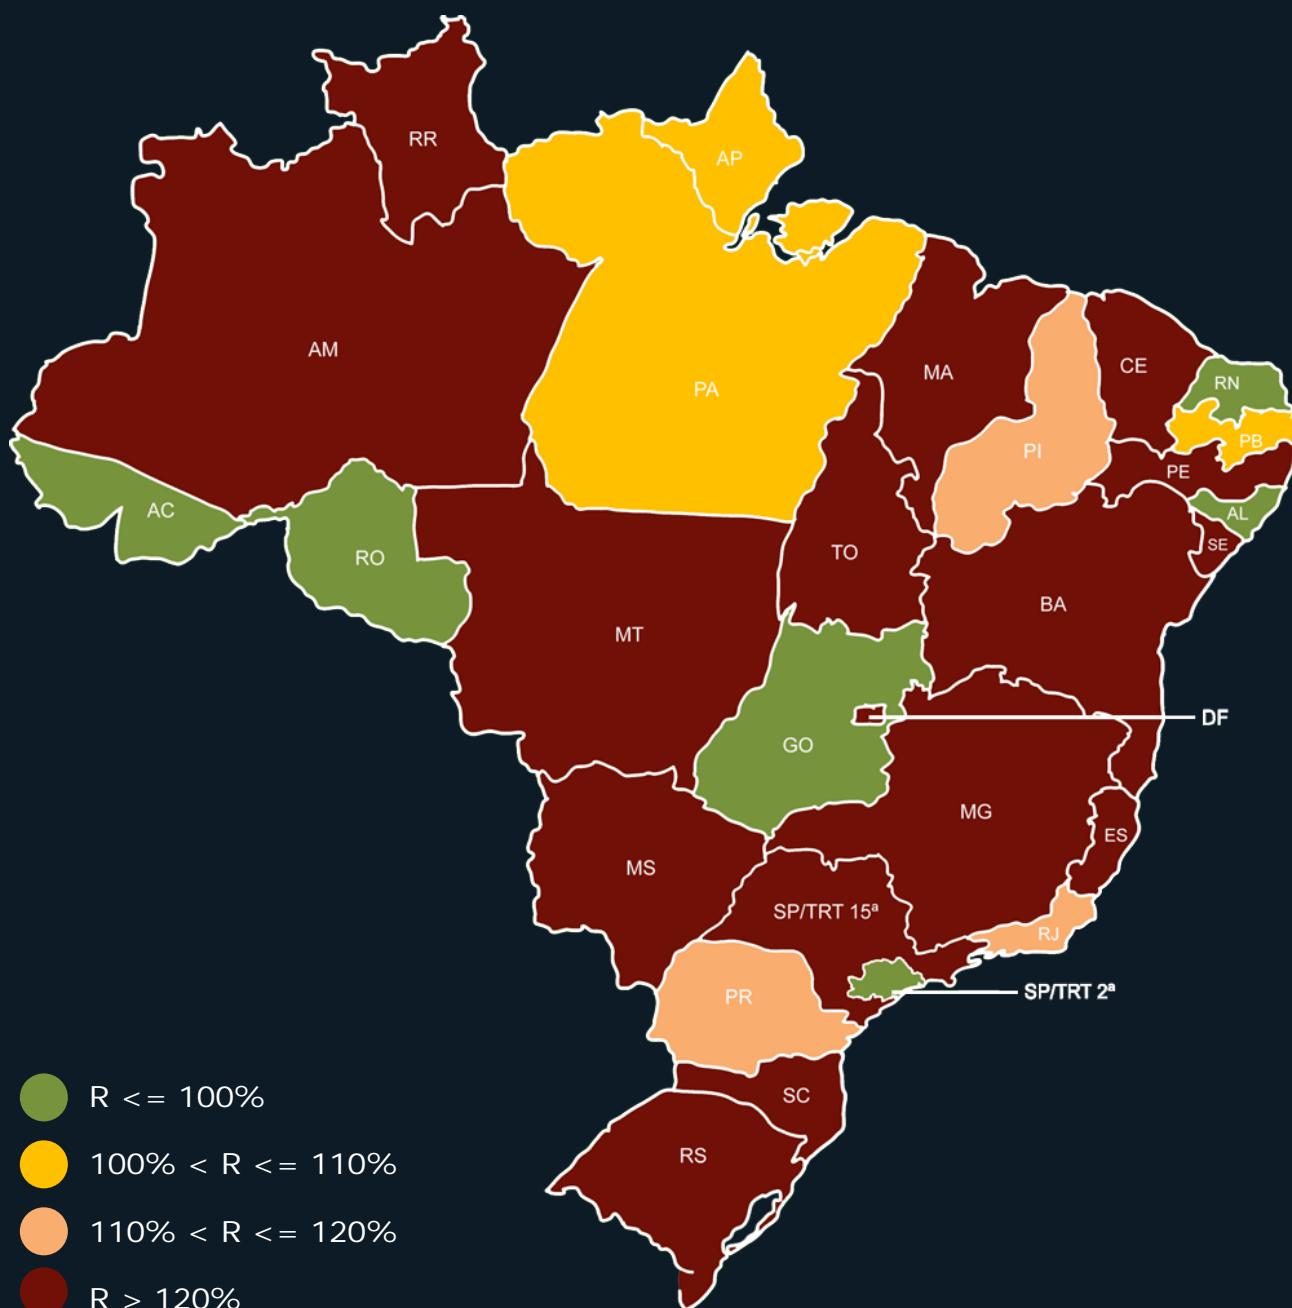 RR
AP
AM
PA
MA
CE
RN
PI
PB
PE
AC
AL
RO
TO
SE
BA
MT
DF
GO
MG
ES
MS
SP/TRT 15ª
RJ
PR
SP/TRT 2ª
SC
RS
R <= 100%
100% < R <= 110%
110% < R <= 120%
R > 120%